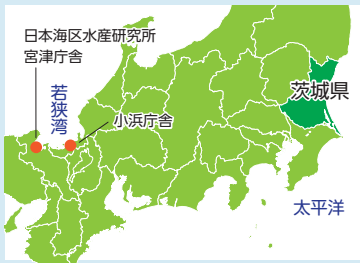 日本海区水産研究所
宮津庁舎
若狭湾
小浜庁舎
茨城県
太平洋